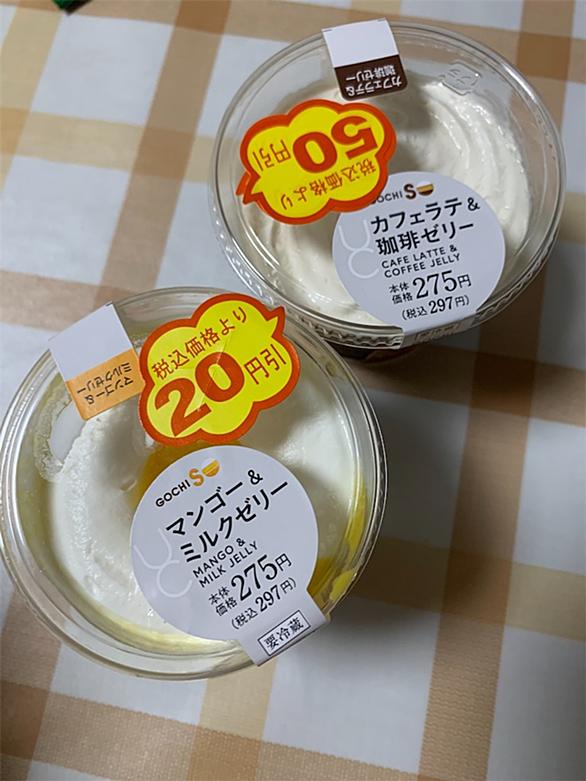 カフェラテ&
珈琲ゼリー
税込価格より
50
円引
GOCHI SO
カフェラテ&
珈琲ゼリー
CAFE LATTE &
COFFEE JELLY
本体
価格 275円
(税込 297円)
マンゴー&
ミルクゼリー
税込価格より
20円引
GOCHI SO
マンゴー&
ミルクゼリー
MANGO &
MILK JELLY
本体
価格 275円
(税込 297円)
要冷蔵